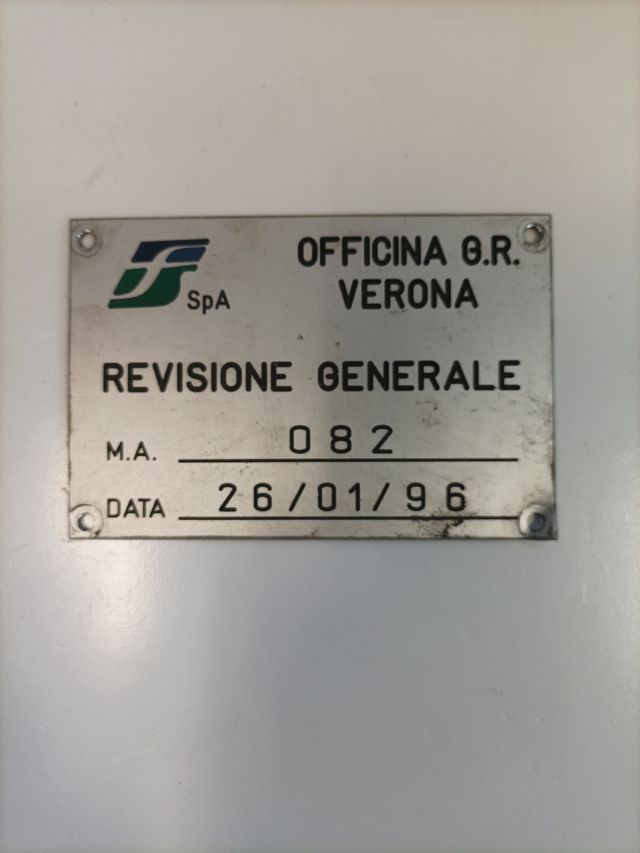 FS SpA
OFFICINA G.R.
VERONA
REVISIONE GENERALE
M.A. 082
DATA 26/01/96